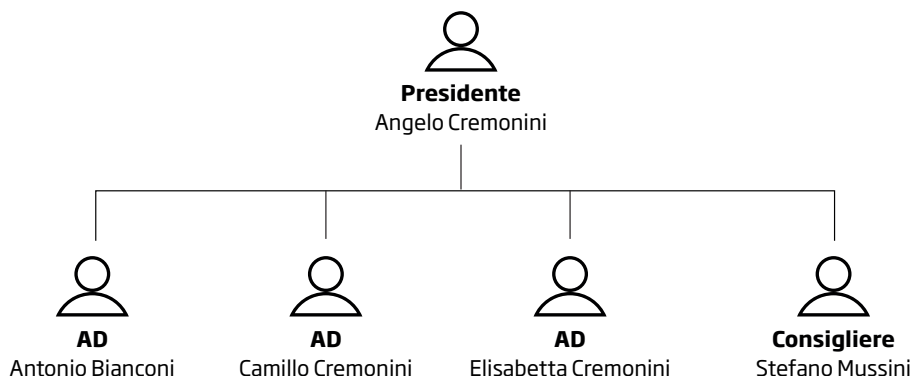 Presidente
Angelo Cremonini
AD
Antonio Bianconi
AD
Camillo Cremonini
AD
Elisabetta Cremonini
Consigliere
Stefano Mussini